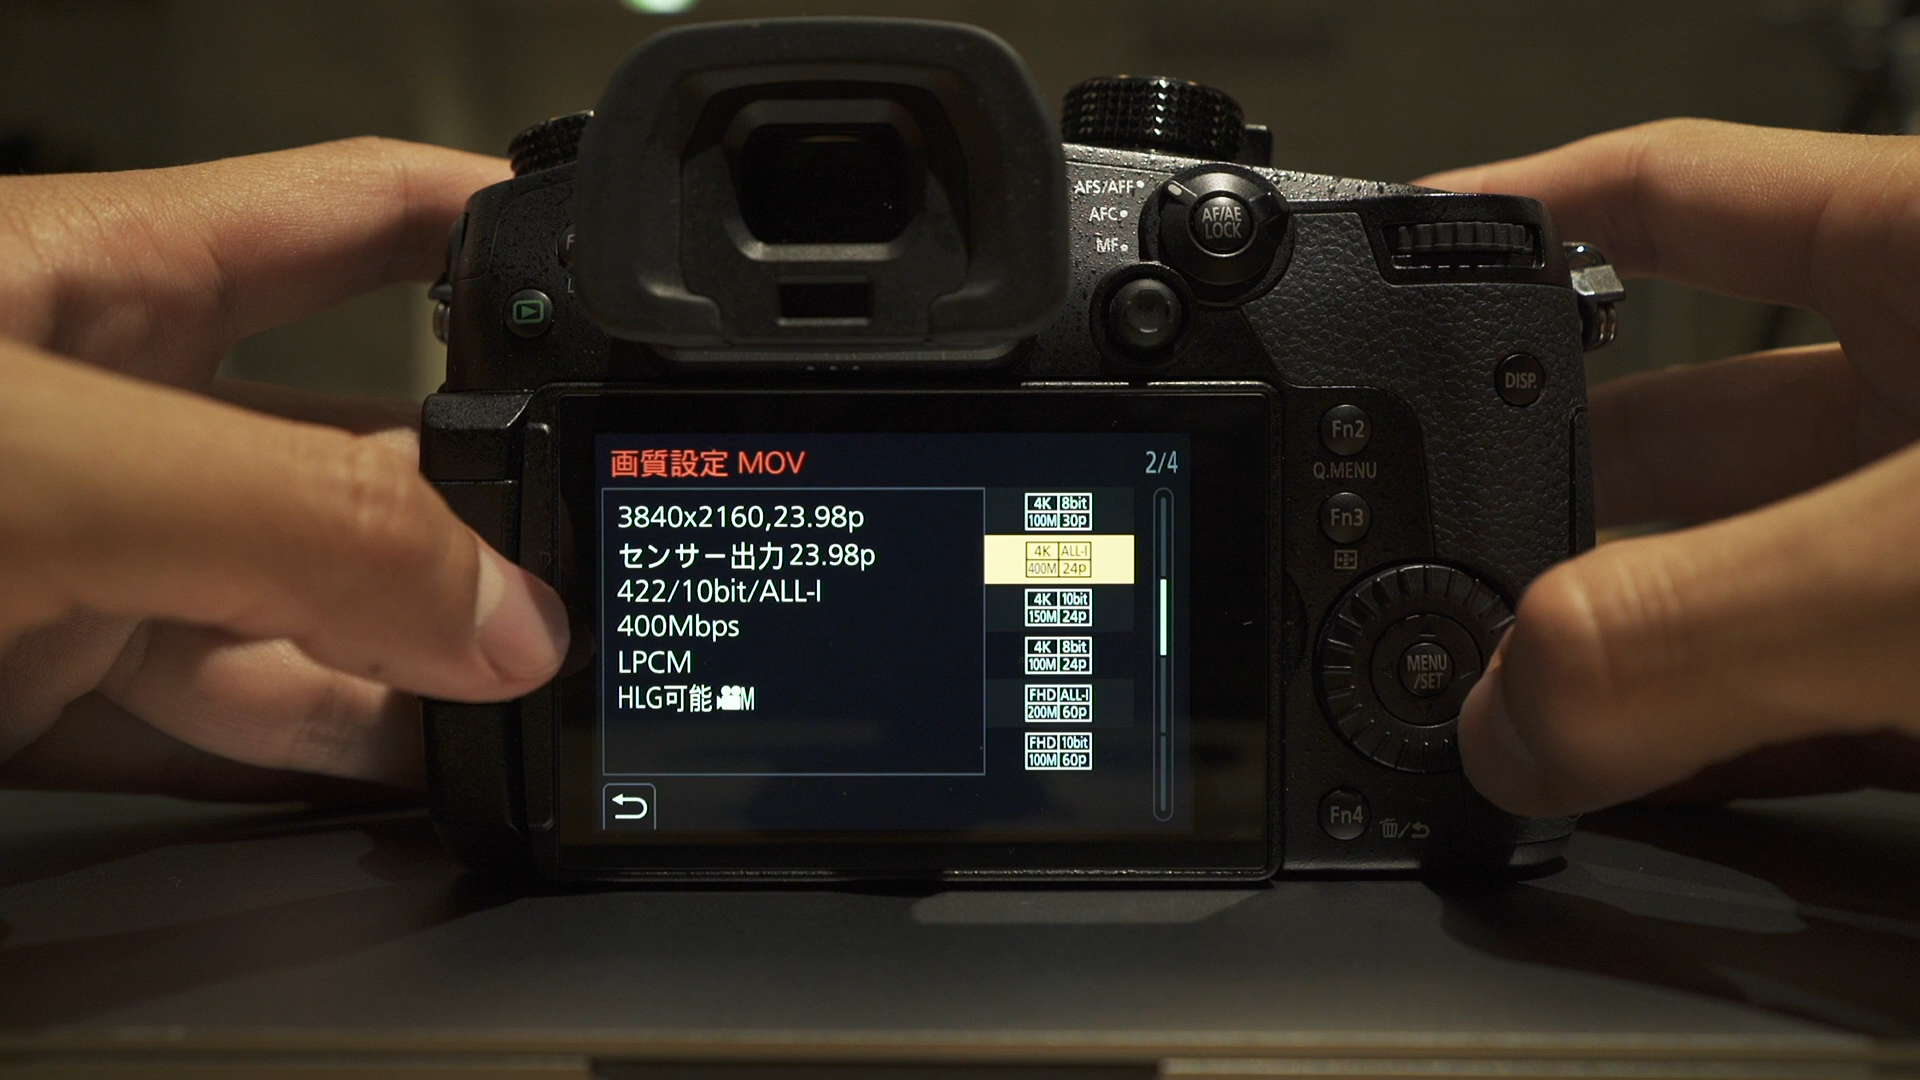 AFS/AFF
AFC
MF
AF/AE
LOCK
DISP.
Fn2
Q.MENU
Fn3
MENU
/SET
Fn4
画質設定 MOV
2/4
3840x2160,23.98p
センサー出力23.98p
422/10bit/ALL-I
400Mbps
LPCM
HLG可能 M
4K 8bit
100M 30p
4K ALL-I
400M 24p
4K 10bit
150M 24p
4K 8bit
100M 24p
FHD ALL-I
200M 60p
FHD 10bit
100M 60p